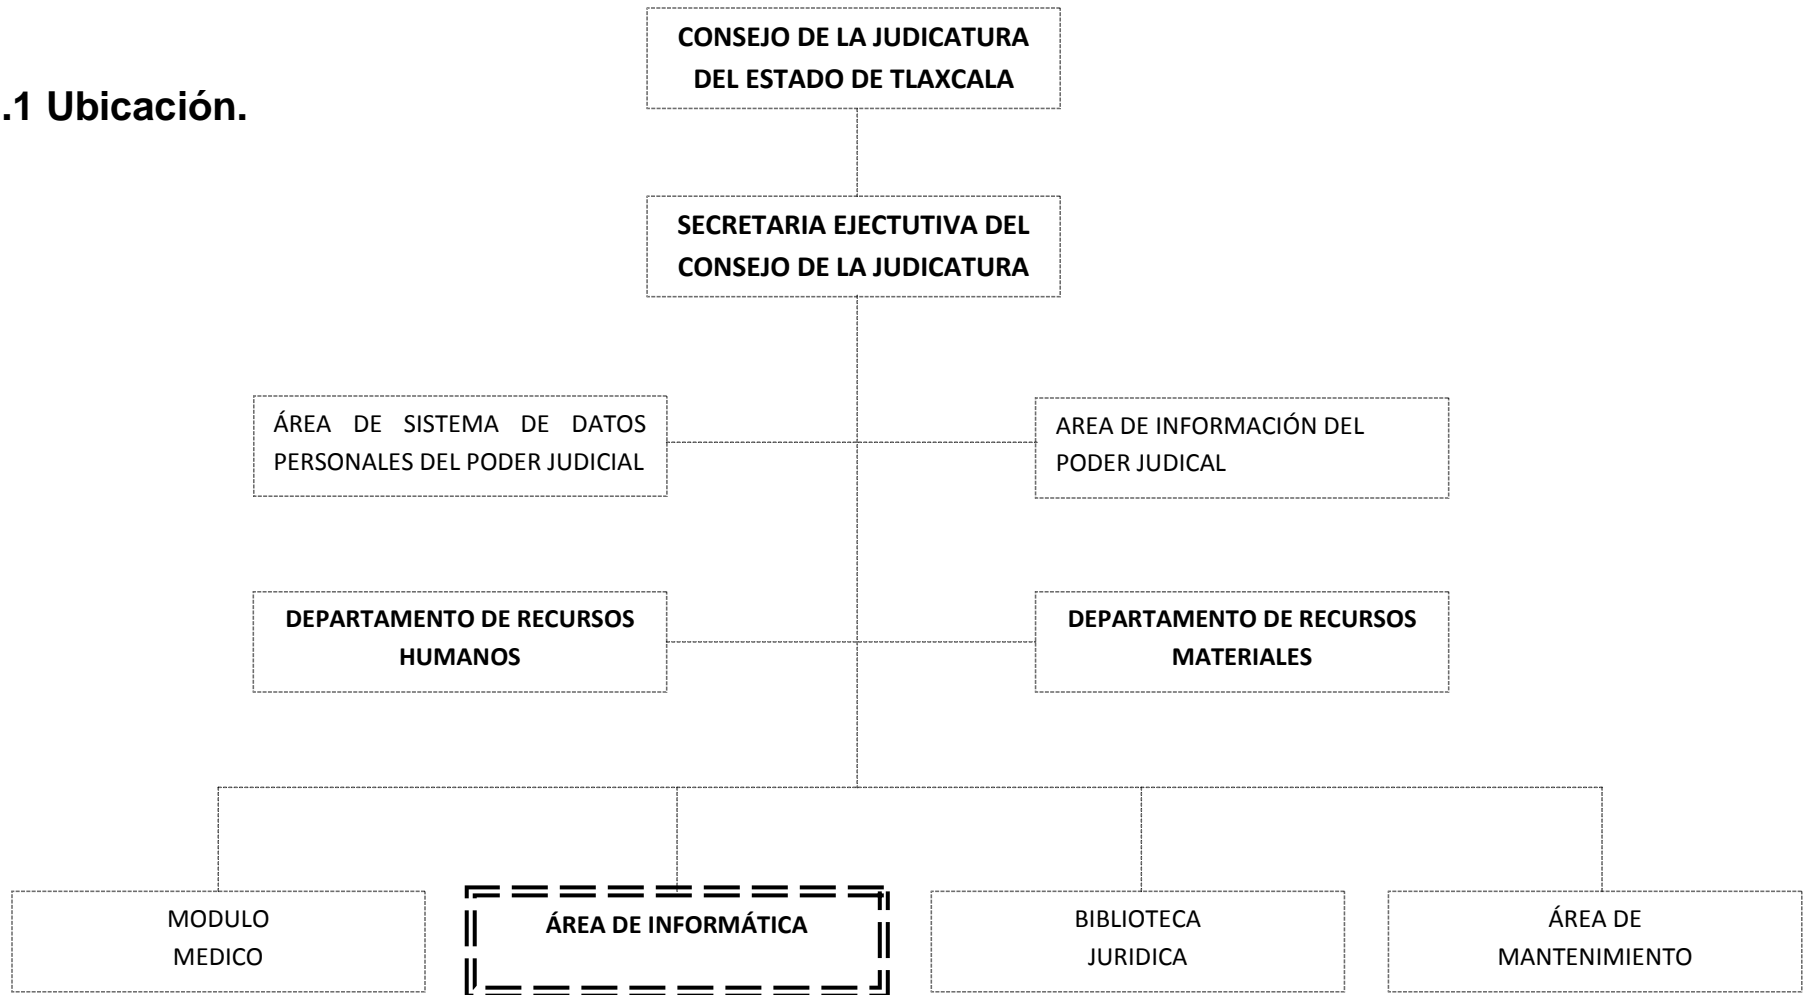 CONSEJO DE LA JUDICATURA
DEL ESTADO DE TLAXCALA
.1 Ubicación.
SECRETARIA EJECTUTIVA DEL
CONSEJO DE LA JUDICATURA
ÁREA DE SISTEMA DE DATOS
PERSONALES DEL PODER JUDICIAL
AREA DE INFORMACIÓN DEL
PODER JUDICAL
DEPARTAMENTO DE RECURSOS
HUMANOS
DEPARTAMENTO DE RECURSOS
MATERIALES
MODULO
MEDICO
ÁREA DE INFORMÁTICA
BIBLIOTECA
JURIDICA
ÁREA DE
MANTENIMIENTO